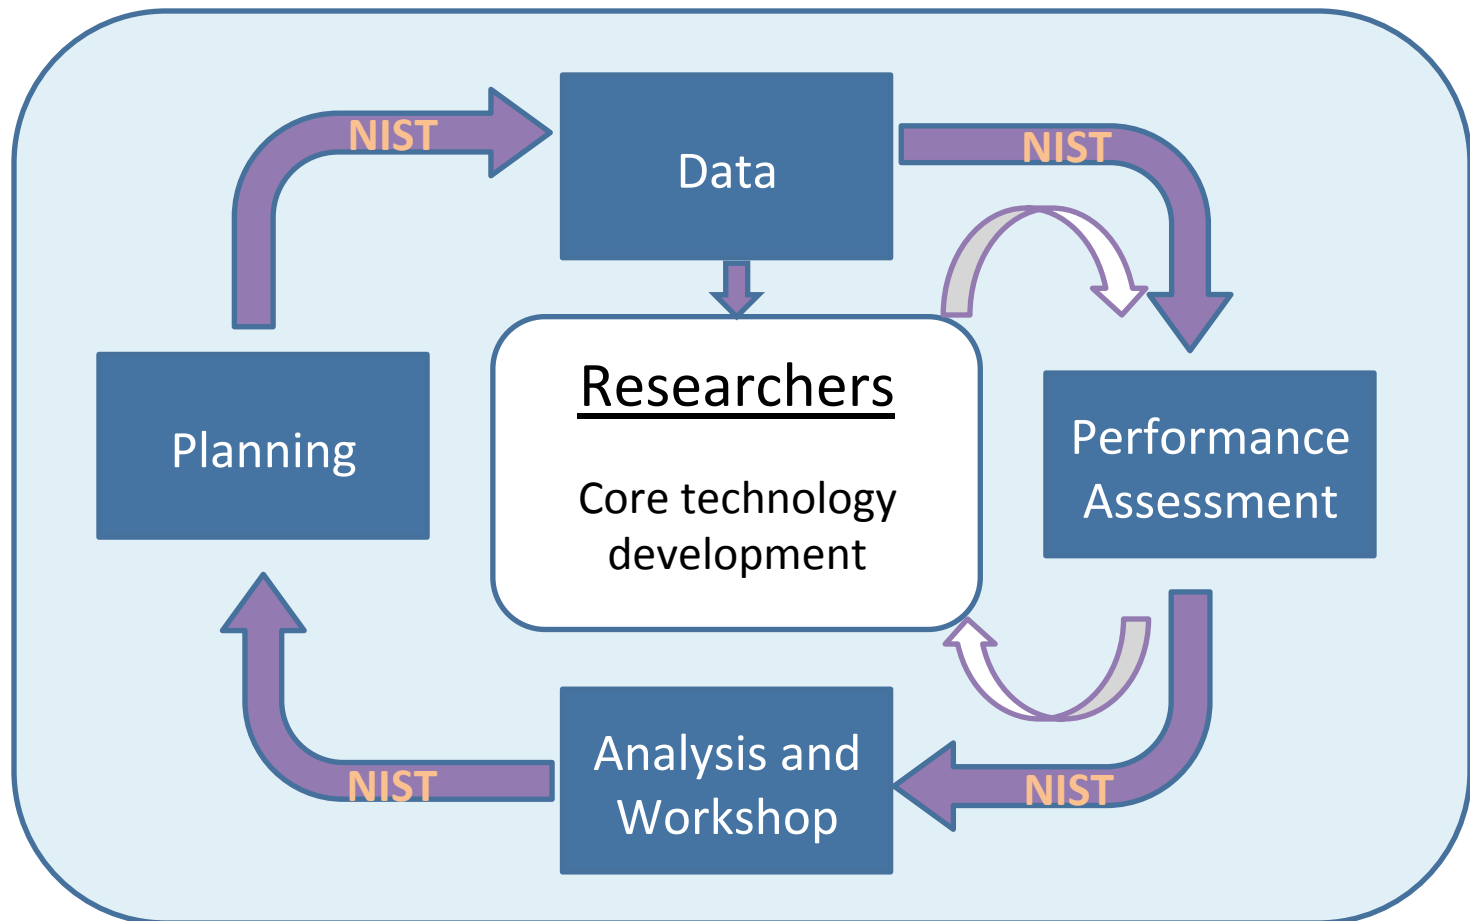 NIST
Data
NIST
Researchers
Core technology
development
Planning
Performance
Assessment
Analysis and
Workshop
NIST
NIST